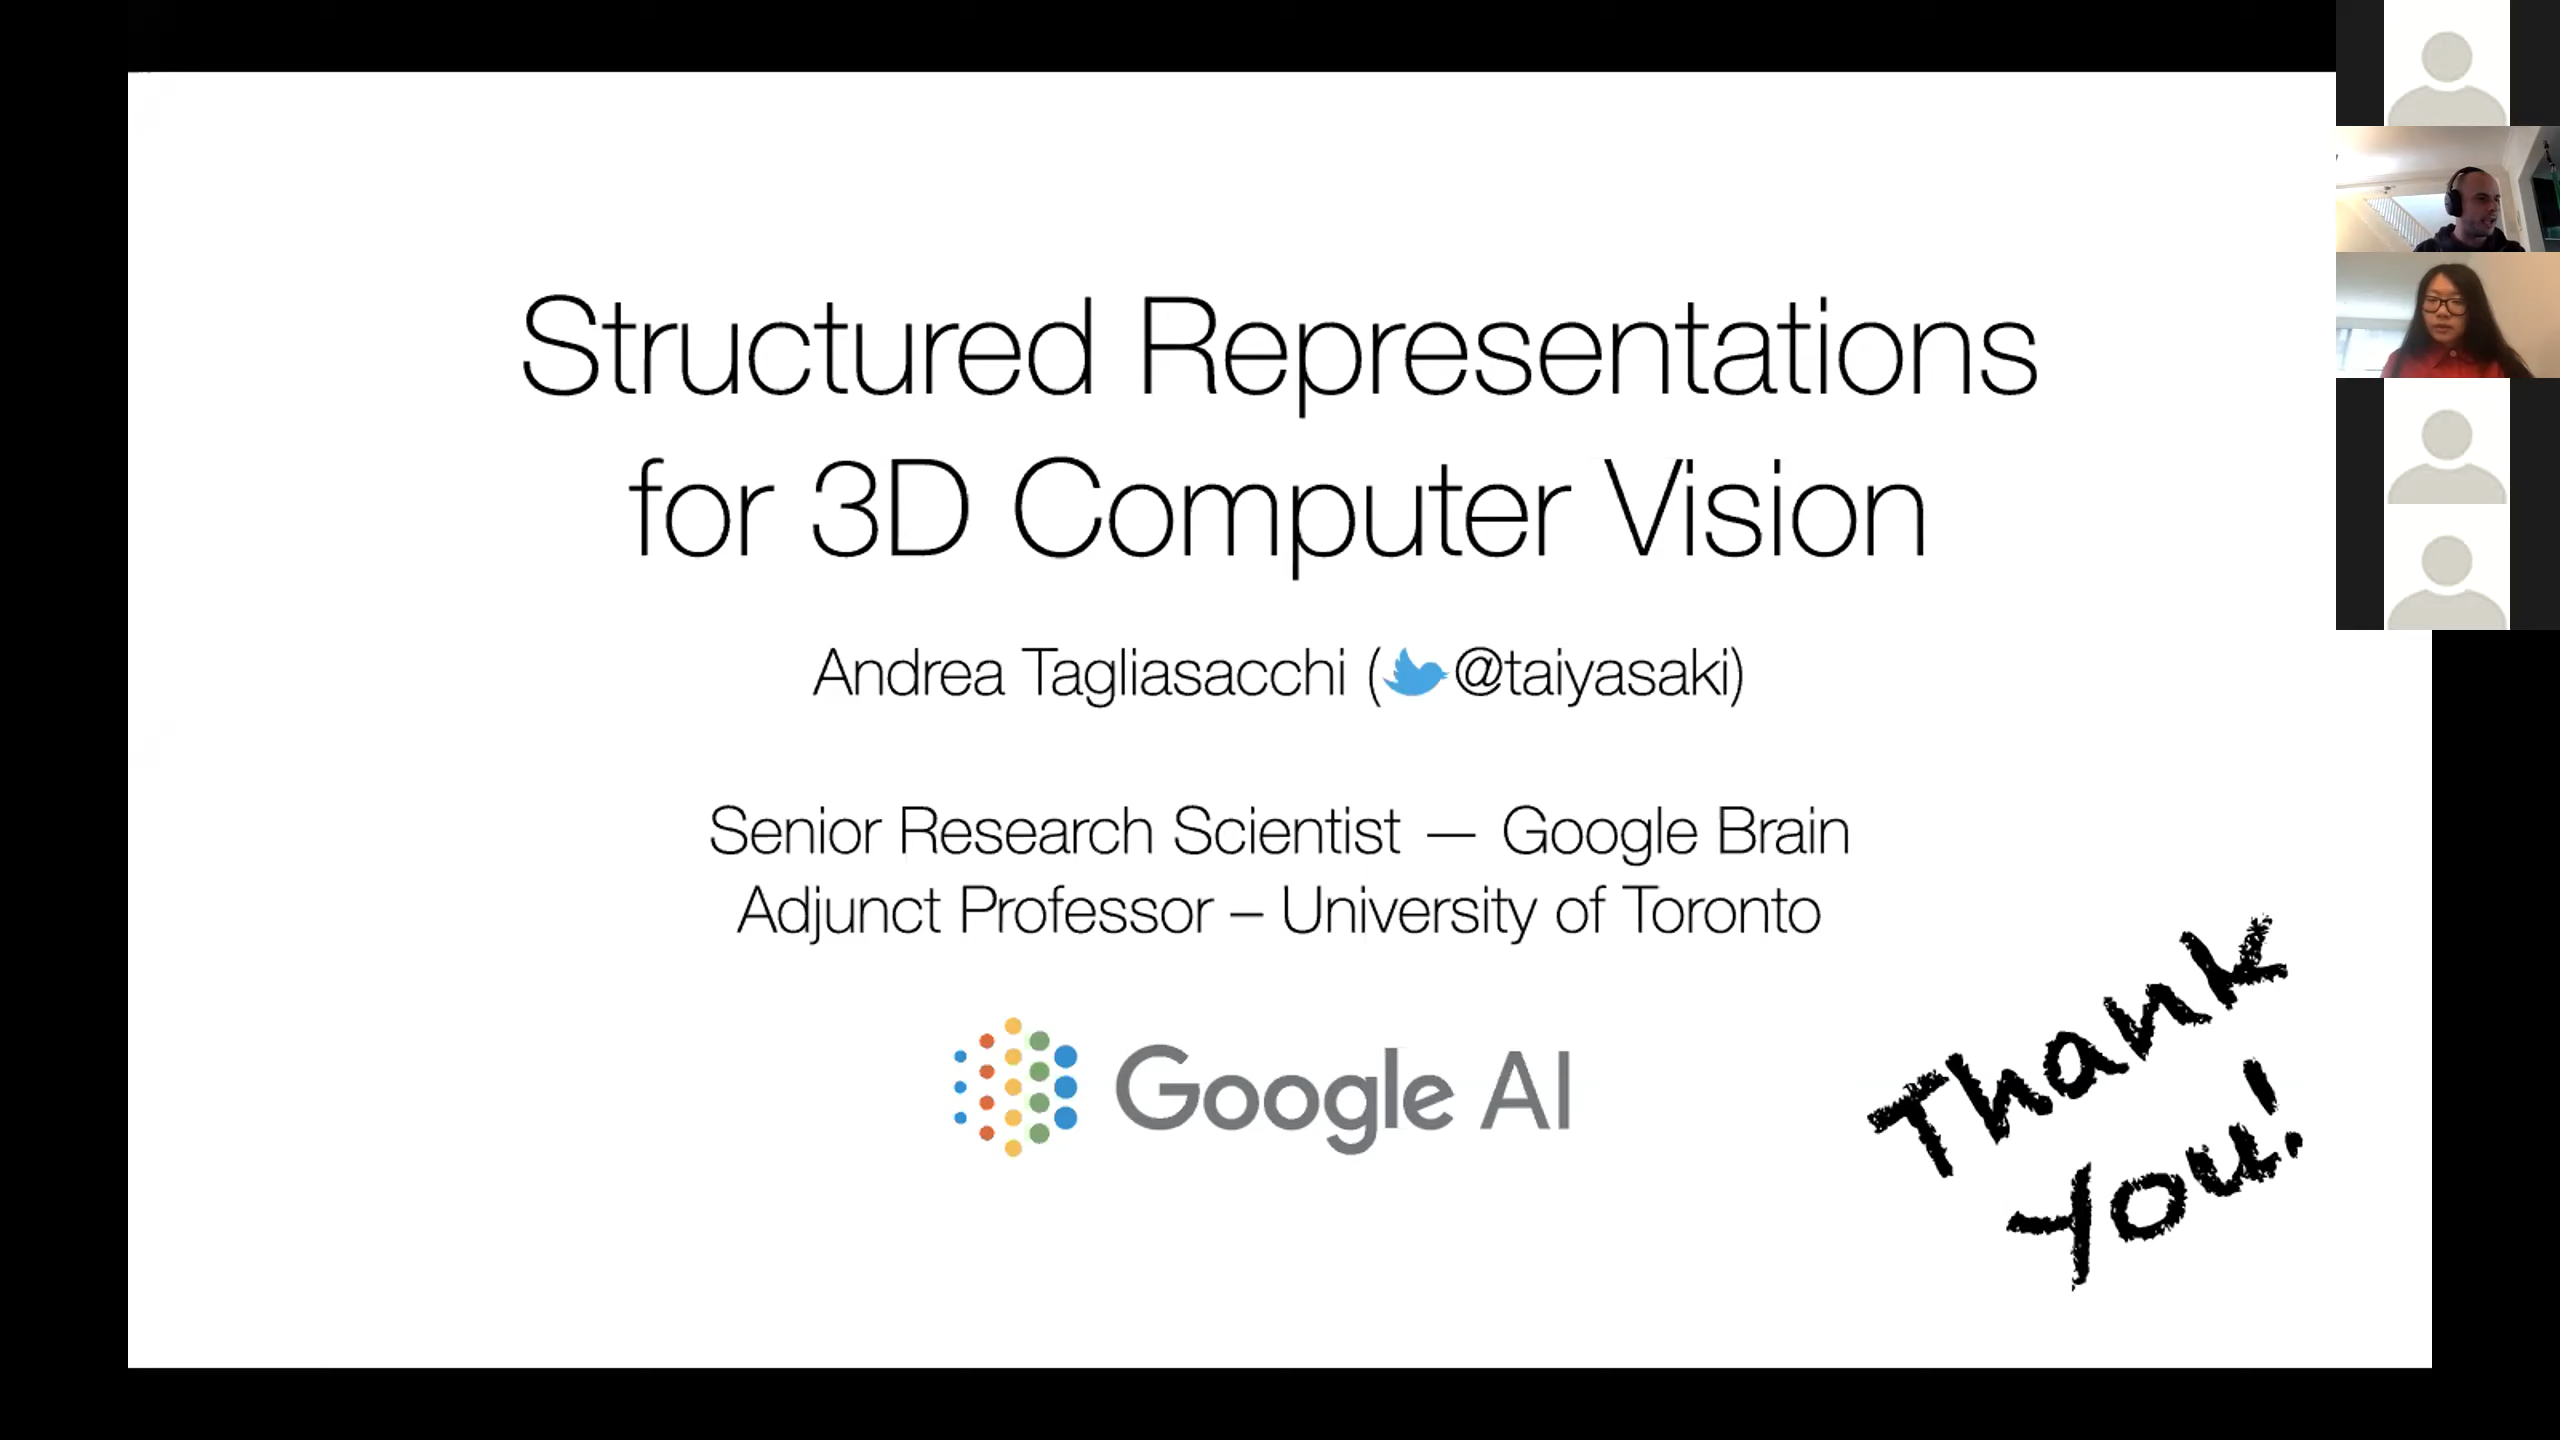 Structured Representations
for 3D Computer Vision
Andrea Tagliasacchi (@taiyasaki)
Senior Research Scientist — Google Brain
Adjunct Professor – University of Toronto
Google AI
Thank
You!